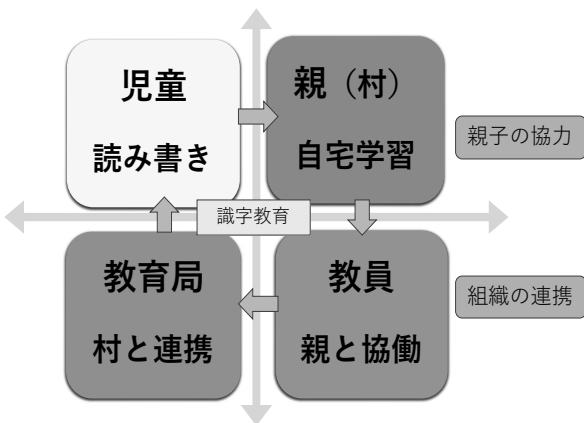 児童
読み書き
親（村）
自宅学習
親子の協力
識字教育
教育局
村と連携
教員
親と協働
組織の連携